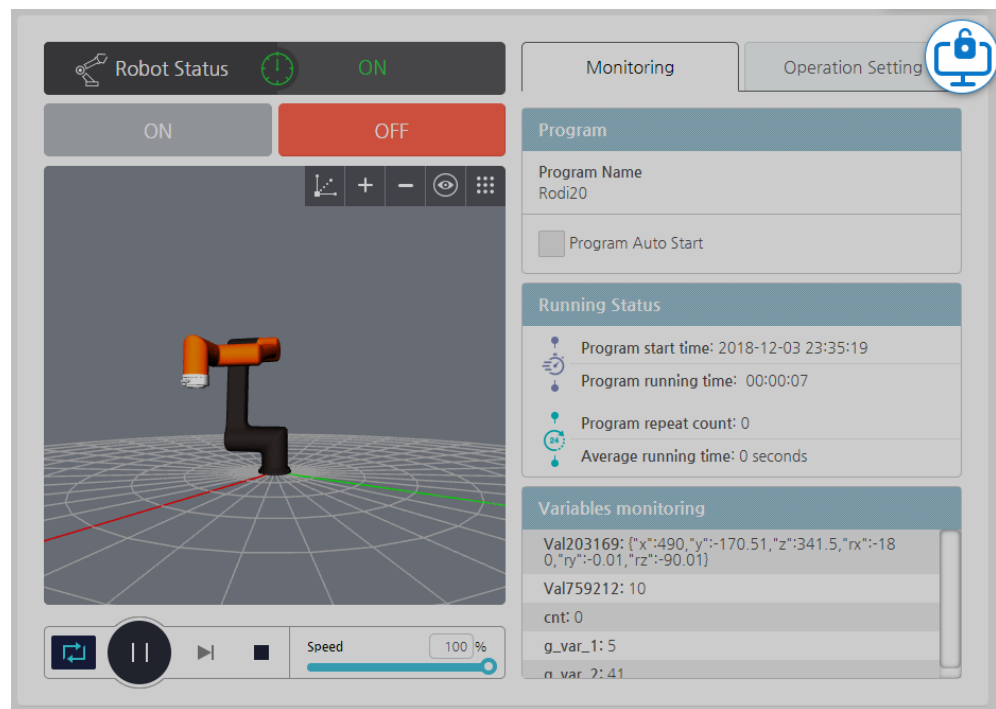 Robot Status
ON
ON
OFF
Monitoring
Operation Setting
Program
Program Name
Rodi20
Program Auto Start
Running Status
Program start time: 2018-12-03 23:35:19
Program running time: 00:00:07
Program repeat count: 0
24
Average running time: 0 seconds
Variables monitoring
Val203169: {"x":490,"y":-170.51,"z":341.5,"rx":-18
0,"ry":-0.01,"rz":-90.01}
Val759212: 10
cnt: 0
g_var_1: 5
g_var_2: 41
Speed
100 %